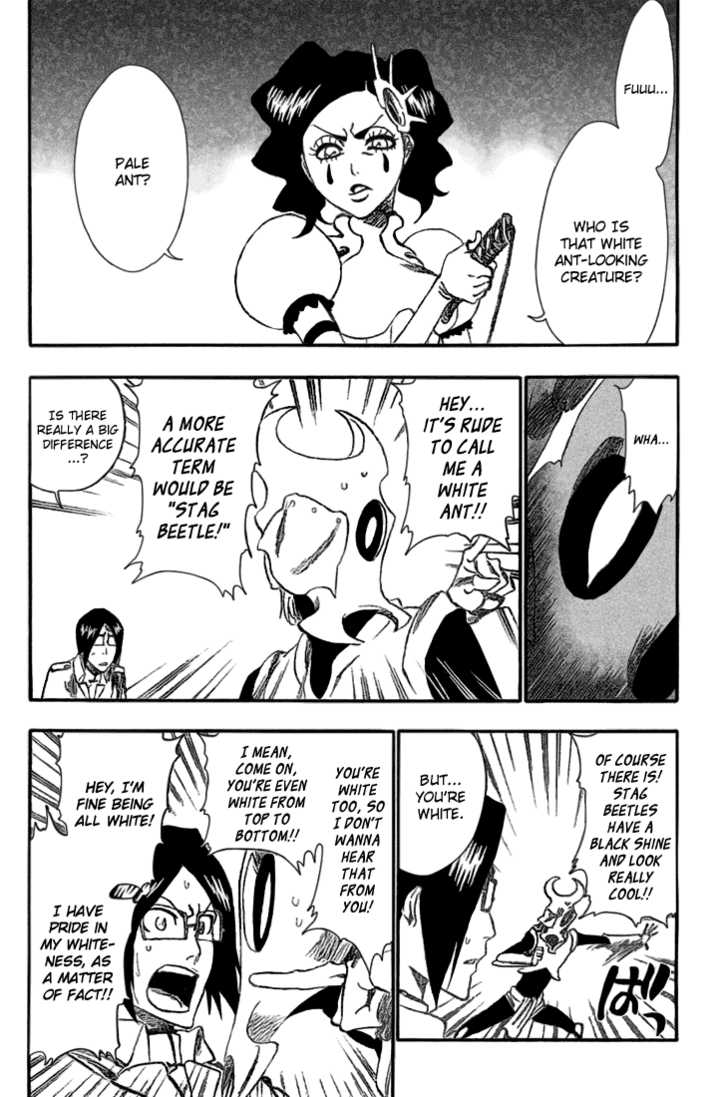 FUUU...
WHO IS
THAT WHITE
ANT-LOOKING
CREATURE?
PALE
ANT?
WHA...
HEY...
IT'S RUDE
TO CALL
ME A
WHITE
ANT!!
A MORE
ACCURATE
TERM
WOULD BE
"STAG
BEETLE!"
IS THERE
REALLY A BIG
DIFFERENCE
...?
OF COURSE
THERE IS!
STAG
BEETLES
HAVE A
BLACK SHINE
AND LOOK
REALLY
COOL!!
BUT...
YOU'RE
WHITE.
ばっ
YOU'RE
WHITE
TOO, SO
I DON'T
WANNA
HEAR
THAT
FROM
YOU!
I MEAN,
COME ON,
YOU'RE EVEN
WHITE FROM
TOP TO
BOTTOM!!
HEY, I'M
FINE BEING
ALL WHITE!
I HAVE
PRIDE IN
MY WHITE-
NESS, AS
A MATTER
OF FACT!!